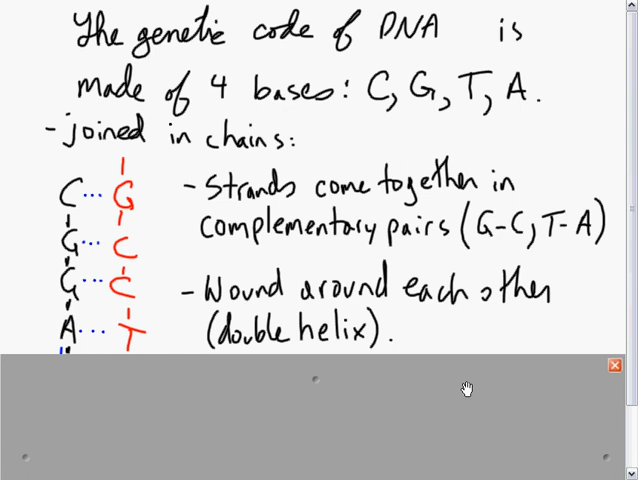 The genetic code of DNA is
made of 4 bases: C, G, T, A.
- joined in chains:
C ... G
- Strands come together in
G ... C
complementary pairs (G-C, T-A)
G ... C
- Wound around each other
A ... T
(double helix).